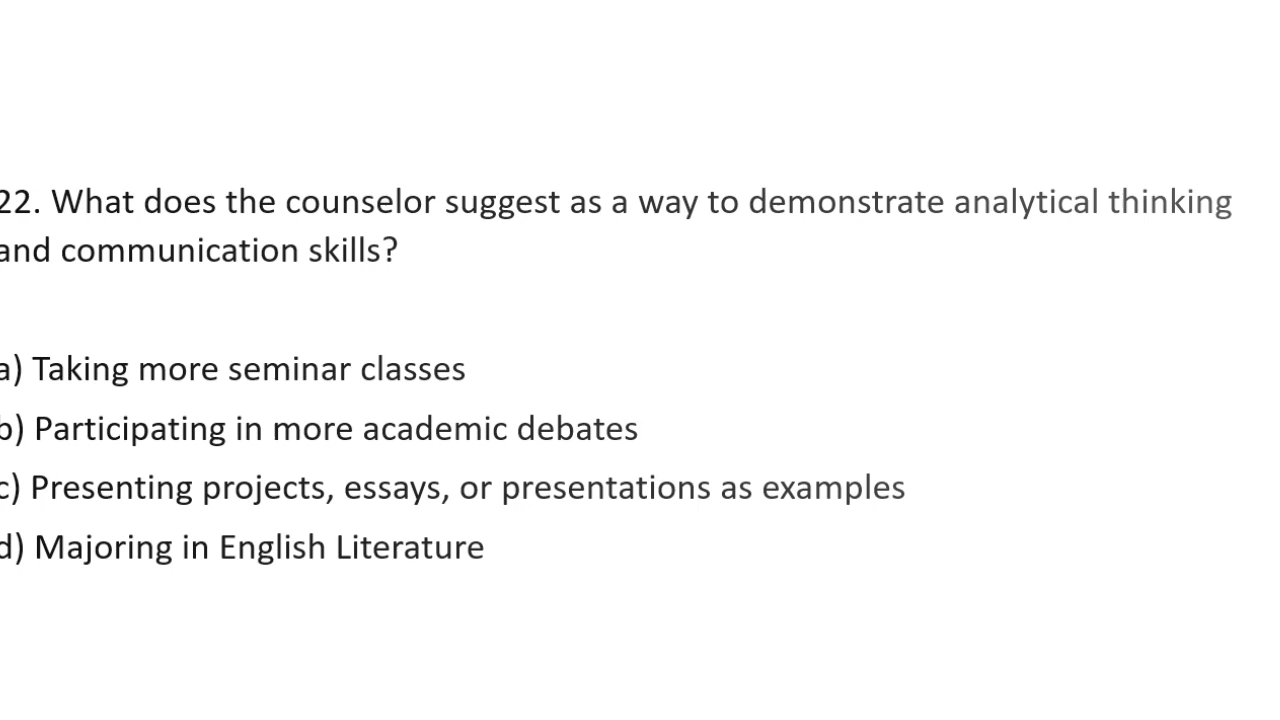 22. What does the counselor suggest as a way to demonstrate analytical thinking
and communication skills?
a) Taking more seminar classes
b) Participating in more academic debates
c) Presenting projects, essays, or presentations as examples
d) Majoring in English Literature